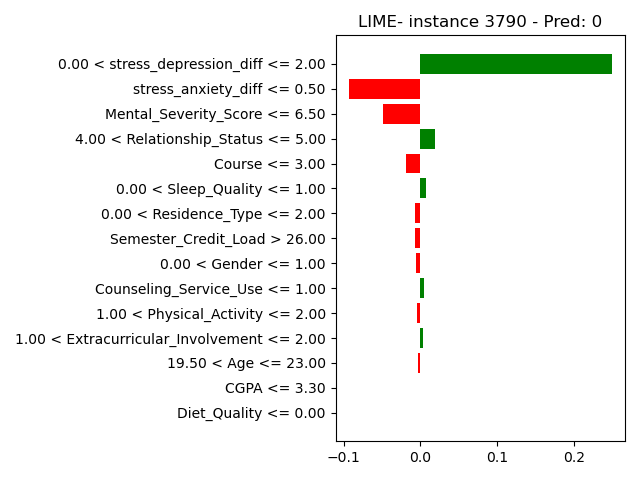 LIME- instance 3790 - Pred: 0
0.00 < stress_depression_diff <= 2.00
stress_anxiety_diff <= 0.50
Mental_Severity_Score <= 6.50
4.00 < Relationship_Status <= 5.00
Course <= 3.00
0.00 < Sleep_Quality <= 1.00
0.00 < Residence_Type <= 2.00
Semester_Credit_Load > 26.00
0.00 < Gender <= 1.00
Counseling_Service_Use <= 1.00
1.00 < Physical_Activity <= 2.00
1.00 < Extracurricular_Involvement <= 2.00
19.50 < Age <= 23.00
CGPA <= 3.30
Diet_Quality <= 0.00
−0.1 0.0 0.1 0.2